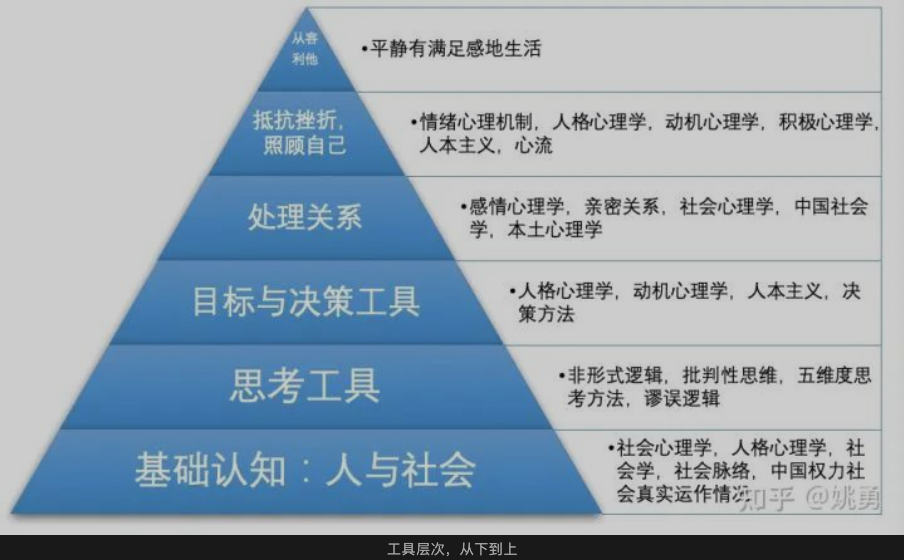 从容
利他
•平静有满足感地生活
抵抗挫折，
照顾自己
•情绪心理机制，人格心理学，动机心理学，积极心理学，
人本主义，心流
处理关系
•感情心理学，亲密关系，社会心理学，中国社会
学，本土心理学
目标与决策工具
•人格心理学，动机心理学，人本主义，决
策方法
思考工具
•非形式逻辑，批判性思维，五维度思
考方法，谬误逻辑
基础认知：人与社会
•社会心理学，人格心理学，社
会学，社会脉络，中国权力社
会真实运作情况
知乎 @姚勇
工具层次，从下到上